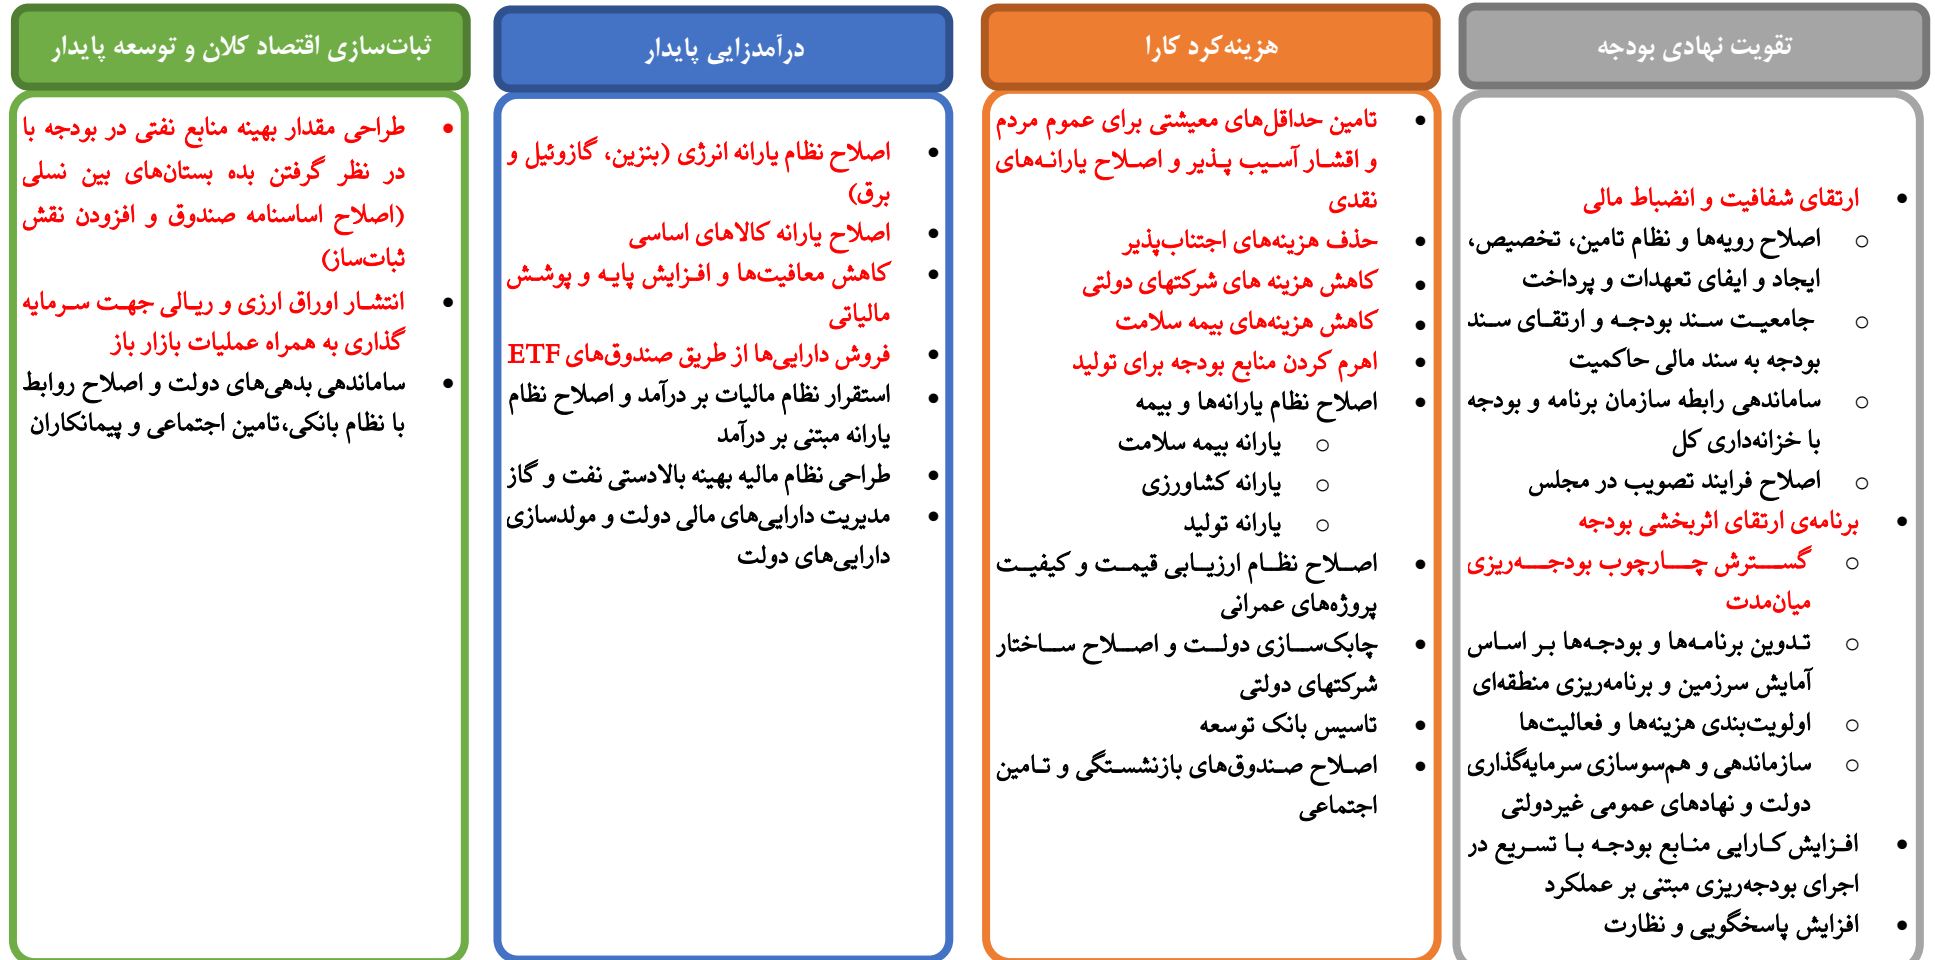 تقویت نهادی بودجه
ارتقای شفافیت و انضباط مالی
اصلاح رویه‌ها و نظام تامین، تخصیص،
ایجاد و ایفای تعهدات و پرداخت
جامعیت سند بودجه و ارتقای سند
بودجه به سند مالی حاکمیت
ساماندهی رابطه سازمان برنامه و بودجه
با خزانه‌داری کل
اصلاح فرایند تصویب در مجلس
برنامه‌ی ارتقای اثربخشی بودجه
گسترش چارچوب بودجه‌ریزی
میان‌مدت
تدوین برنامه‌ها و بودجه‌ها بر اساس
آمایش سرزمین و برنامه‌ریزی منطقه‌ای
اولویت‌بندی هزینه‌ها و فعالیت‌ها
سازماندهی و هم‌سوسازی سرمایه‌گذاری
دولت و نهادهای عمومی غیردولتی
افزایش کارایی منابع بودجه با تسریع در
اجرای بودجه‌ریزی مبتنی بر عملکرد
افزایش پاسخگویی و نظارت
هزینه‌کرد کارا
تامین حداقل‌های معیشتی برای عموم مردم
و اقشار آسیب پذیر و اصلاح یارانه‌های
نقدی
حذف هزینه‌های اجتناب‌پذیر
کاهش هزینه های شرکتهای دولتی
کاهش هزینه‌های بیمه سلامت
اهرم کردن منابع بودجه برای تولید
اصلاح نظام یارانه‌ها و بیمه
یارانه بیمه سلامت
یارانه کشاورزی
یارانه تولید
اصلاح نظام ارزیابی قیمت و کیفیت
پروژه‌های عمرانی
چابک‌سازی دولت و اصلاح ساختار
شرکتهای دولتی
تاسیس بانک توسعه
اصلاح صندوق‌های بازنشستگی و تامین
اجتماعی
درآمدزایی پایدار
اصلاح نظام یارانه انرژی (بنزین، گازوئیل و
برق)
اصلاح یارانه کالاهای اساسی
کاهش معافیت‌ها و افزایش پایه و پوشش
مالیاتی
فروش دارایی‌ها از طریق صندوق‌های ETF
استقرار نظام مالیات بر درآمد و اصلاح نظام
یارانه مبتنی بر درآمد
طراحی نظام مالیه بهینه بالادستی نفت و گاز
مدیریت دارایی‌های مالی دولت و مولدسازی
دارایی‌های دولت
ثبات‌سازی اقتصاد کلان و توسعه پایدار
طراحی مقدار بهینه منابع نفتی در بودجه با
در نظر گرفتن بده بستان‌های بین نسلی
(اصلاح اساسنامه صندوق و افزودن نقش
ثبات‌ساز)
انتشار اوراق ارزی و ریالی جهت سرمایه
گذاری به همراه عملیات بازار باز
ساماندهی بدهی‌های دولت و اصلاح روابط
با نظام بانکی،تامین اجتماعی و پیمانکاران